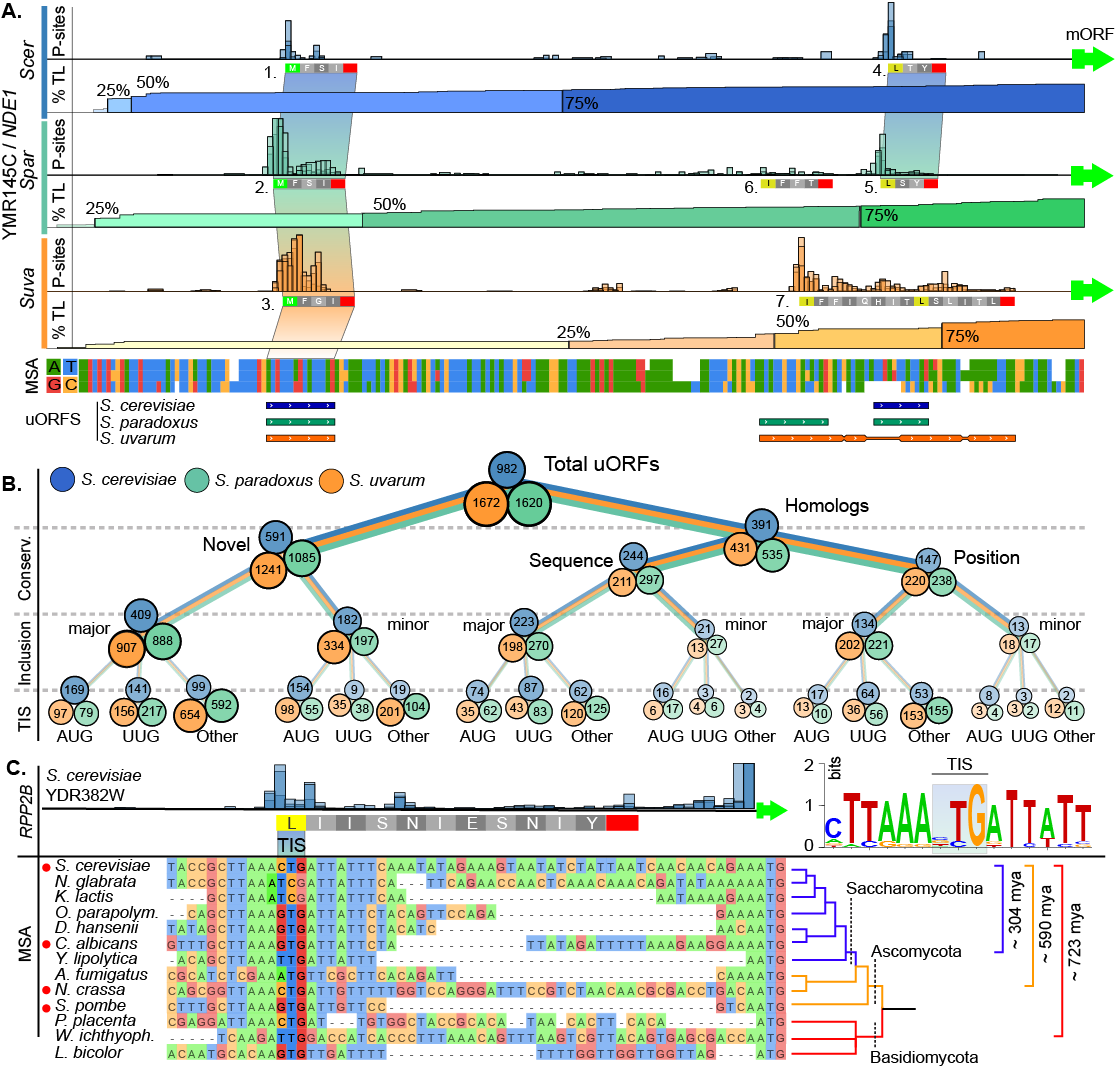 A.
YMR145C / NDE1
Scer
P-sites
% TL
mORF
1. M F S I
4. L T Y
25% 50% 75%
Spar
P-sites
% TL
2. M F S I
6. I F F T
5. L S Y
25% 50% 75%
Suva
P-sites
% TL
3. M F G I
7. I F F I Q H I T L S L I T L
25% 50% 75%
MSA
A T
G C
uORFS
S. cerevisiae
S. paradoxus
S. uvarum
B.
S. cerevisiae S. paradoxus S. uvarum
982 Total uORFs
1672 1620
Conserv.
Novel 591
1241 1085
Homologs 391
431 535
Sequence 244
211 297
147 Position
220 238
Inclusion
major 409
907 888
182 minor
334 197
major 223
198 270
21 minor
13 27
major 134
202 221
13 minor
18 17
TIS
169 141 99 154 9 19 74 87 62 16 3 2 17 64 53 8 3 2
97 79 156 217 654 592 98 55 35 38 201 104 35 62 43 83 120 125 6 17 4 6 3 4 13 10 36 56 153 155 3 4 3 2 12 11
AUG UUG Other AUG UUG Other AUG UUG Other AUG UUG Other AUG UUG Other AUG UUG Other
C.
RPP2B
S. cerevisiae
YDR382W
L I I S N I E S N I Y
TIS
bits
2
1
0
TIS
MSA
S. cerevisiae TACCGCTTAAACTGATTATTTCAAATATAGAAAGTAATATCTATTAATCAACAACAGAAATG
N. glabrata TACCGCTTAAATCGATTATTTCA---TTCAGAACCAACTCAAACAAACAGATATAAAAAATG
K. lactis
O. parapolym.
D. hansenii
C. albicans
Y. lipolytica
A. fumigatus
N. crassa CAGCGGTTAAACTGATTGTTTTTGGTCCAGGGATTTCCGTCTAACAACGCGACCTGACAATG
S. pombe
P. placenta
W. ichthyoph.
L. bicolor
Saccharomycotina
Ascomycota
Basidiomycota
~ 304 mya
~ 590 mya
~ 723 mya